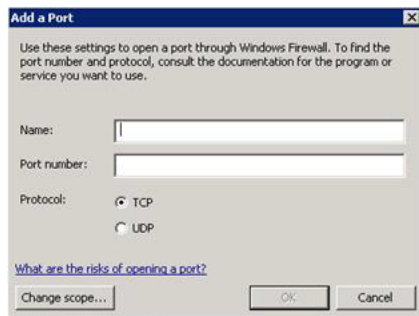 Add a Port
Use these settings to open a port through Windows Firewall. To find the
port number and protocol, consult the documentation for the program or
service you want to use.
Name:
Port number:
Protocol:
TCP
UDP
What are the risks of opening a port?
Change scope...
OK
Cancel